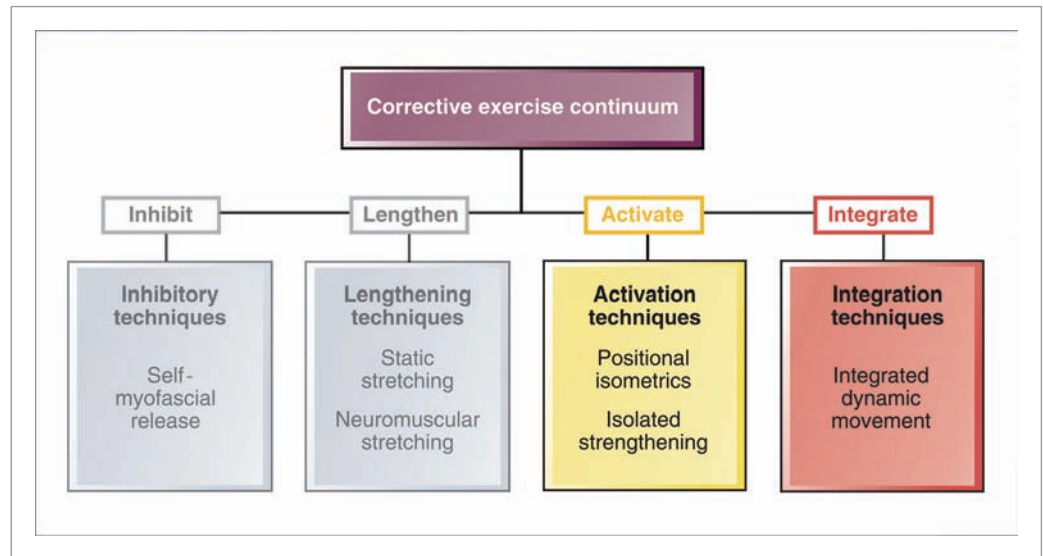 Corrective exercise continuum
Inhibit
Lengthen
Activate
Integrate
Inhibitory
techniques
Self-
myofascial
release
Lengthening
techniques
Static
stretching
Neuromuscular
stretching
Activation
techniques
Positional
isometrics
Isolated
strengthening
Integration
techniques
Integrated
dynamic
movement